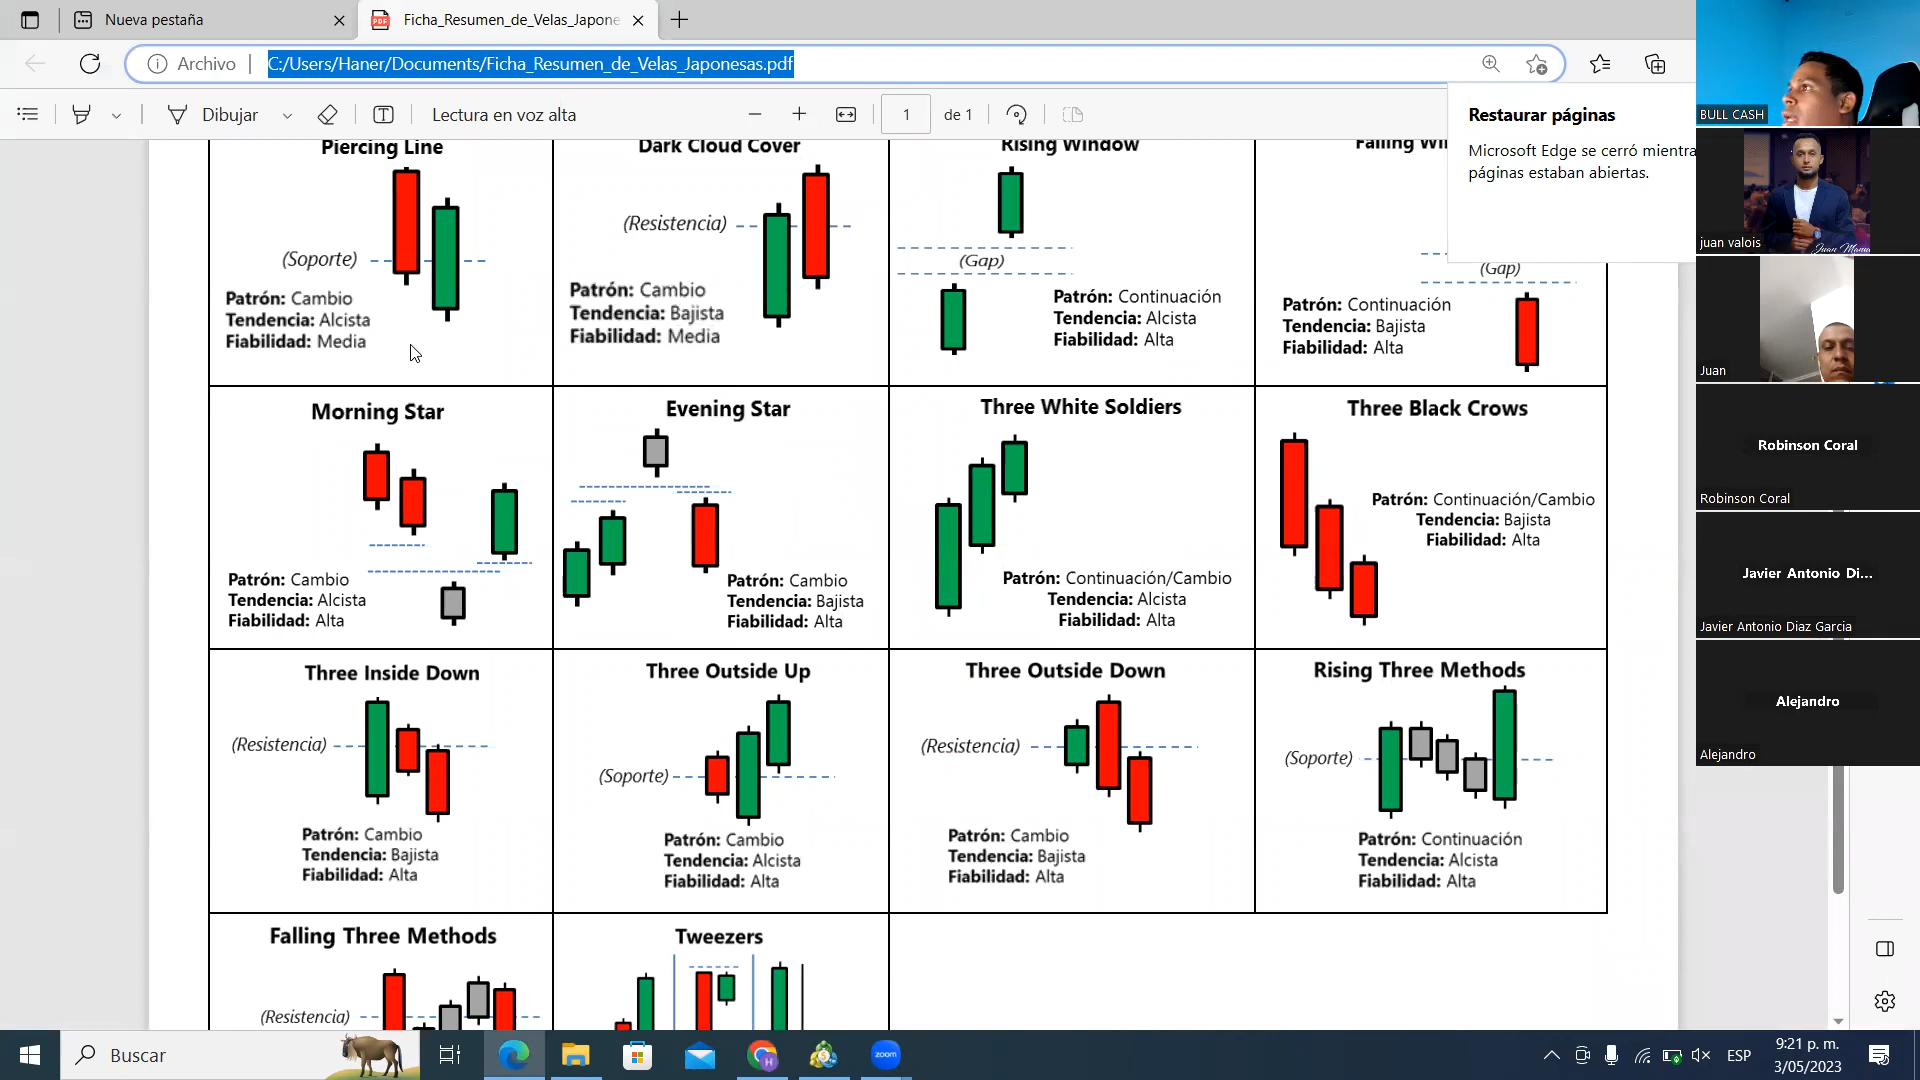 Nueva pestaña
Ficha_Resumen_de_Velas_Japone
Archivo
C:/Users/Haner/Documents/Ficha_Resumen_de_Velas_Japonesas.pdf
Dibujar
Lectura en voz alta
1
de 1
Restaurar páginas
Microsoft Edge se cerró mientra
páginas estaban abiertas.
BULL CASH
juan valois
Juan
Robinson Coral
Robinson Coral
Javier Antonio Di...
Javier Antonio Diaz Garcia
Alejandro
Alejandro
Piercing Line
(Soporte)
Patrón: Cambio
Tendencia: Alcista
Fiabilidad: Media
Dark Cloud Cover
(Resistencia)
Patrón: Cambio
Tendencia: Bajista
Fiabilidad: Media
Rising Window
(Gap)
Patrón: Continuación
Tendencia: Alcista
Fiabilidad: Alta
Falling Wi
(Gap)
Patrón: Continuación
Tendencia: Bajista
Fiabilidad: Alta
Morning Star
Patrón: Cambio
Tendencia: Alcista
Fiabilidad: Alta
Evening Star
Patrón: Cambio
Tendencia: Bajista
Fiabilidad: Alta
Three White Soldiers
Patrón: Continuación/Cambio
Tendencia: Alcista
Fiabilidad: Alta
Three Black Crows
Patrón: Continuación/Cambio
Tendencia: Bajista
Fiabilidad: Alta
Three Inside Down
(Resistencia)
Patrón: Cambio
Tendencia: Bajista
Fiabilidad: Alta
Three Outside Up
(Soporte)
Patrón: Cambio
Tendencia: Alcista
Fiabilidad: Alta
Three Outside Down
(Resistencia)
Patrón: Cambio
Tendencia: Bajista
Fiabilidad: Alta
Rising Three Methods
(Soporte)
Patrón: Continuación
Tendencia: Alcista
Fiabilidad: Alta
Falling Three Methods
(Resistencia)
Tweezers
Buscar
zoom
ESP
9:21 p. m.
3/05/2023